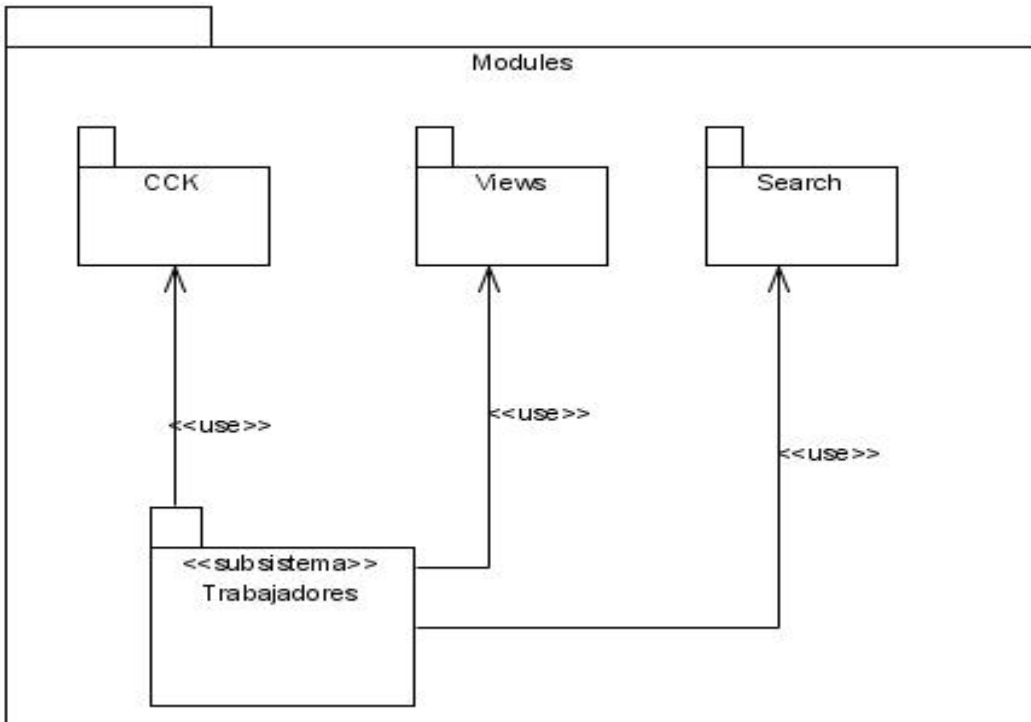 Modules
CCK
Views
Search
<<use>>
<<use>>
<<use>>
<<subsistema>>
Trabajadores